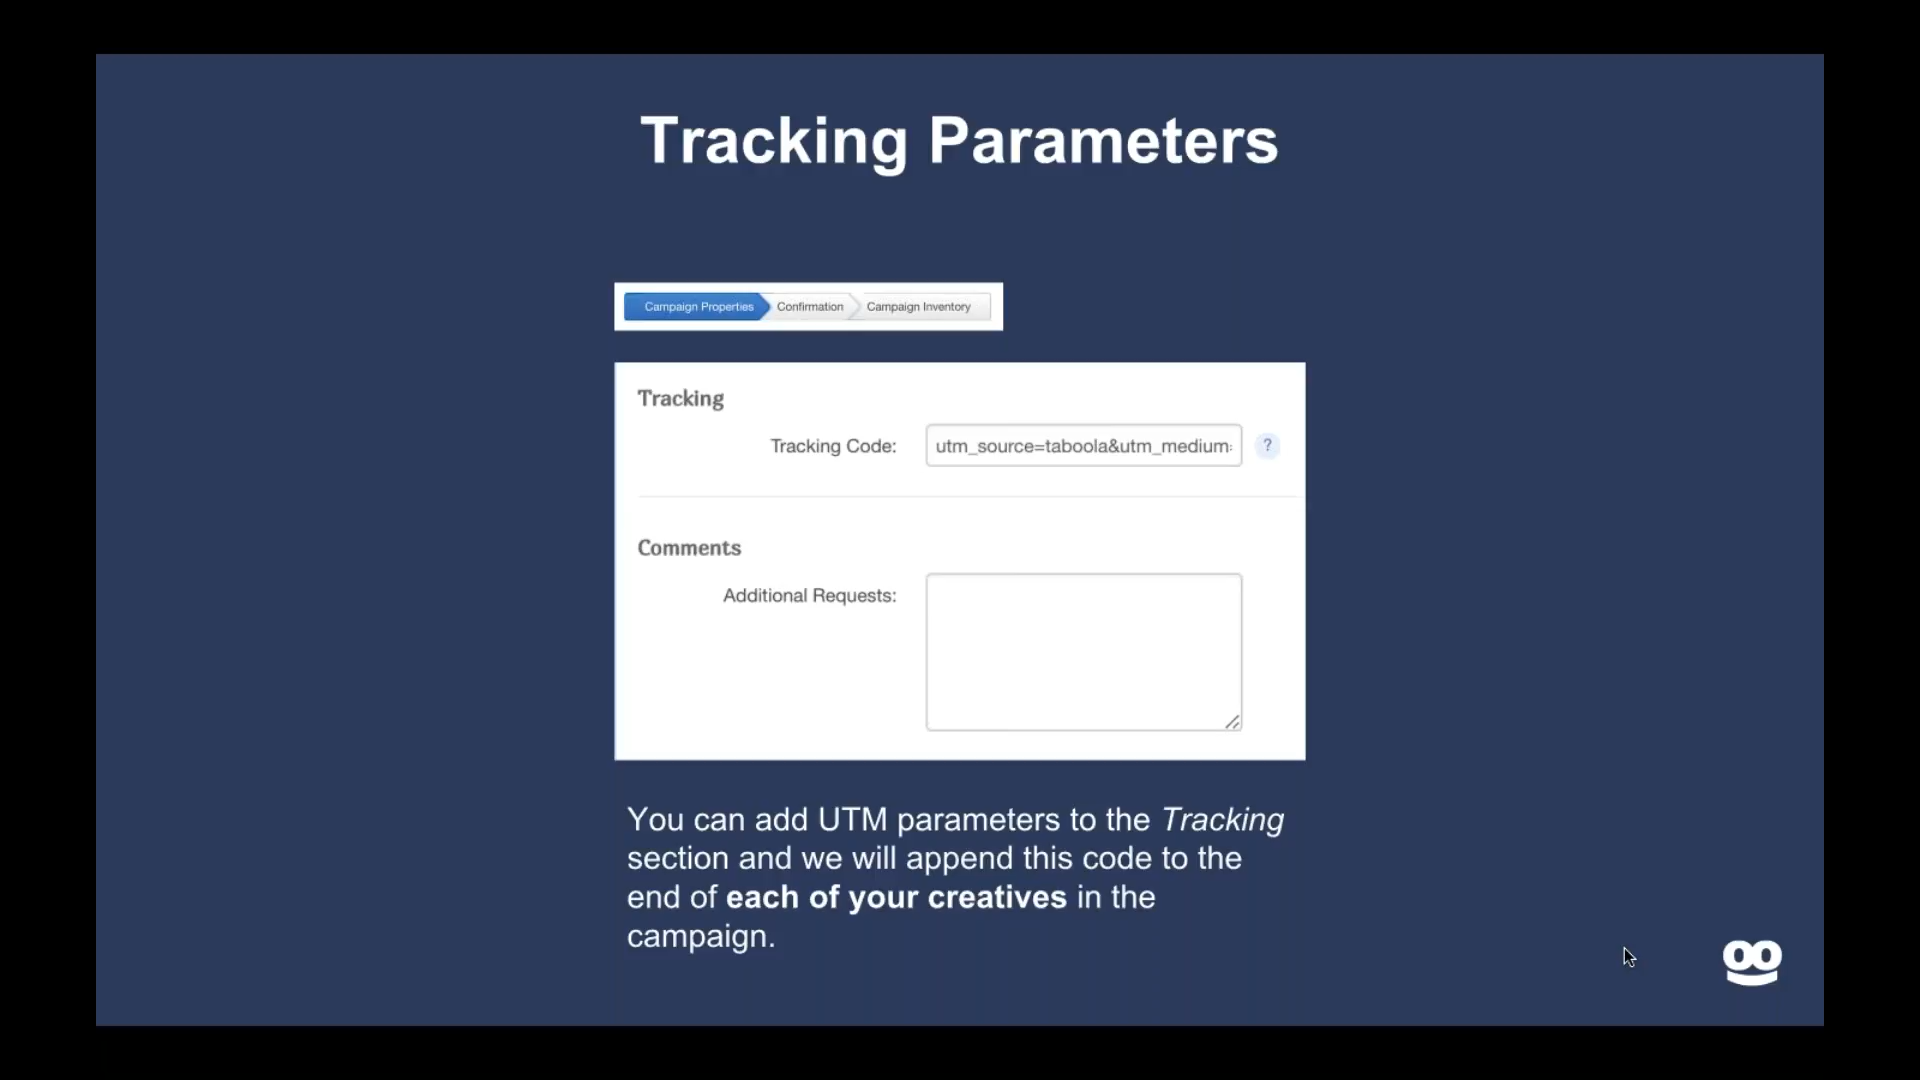 Tracking Parameters
Campaign Properties Confirmation Campaign Inventory
Tracking
Tracking Code: utm_source=taboola&utm_medium= ?
Comments
Additional Requests:
You can add UTM parameters to the Tracking
section and we will append this code to the
end of each of your creatives in the
campaign.